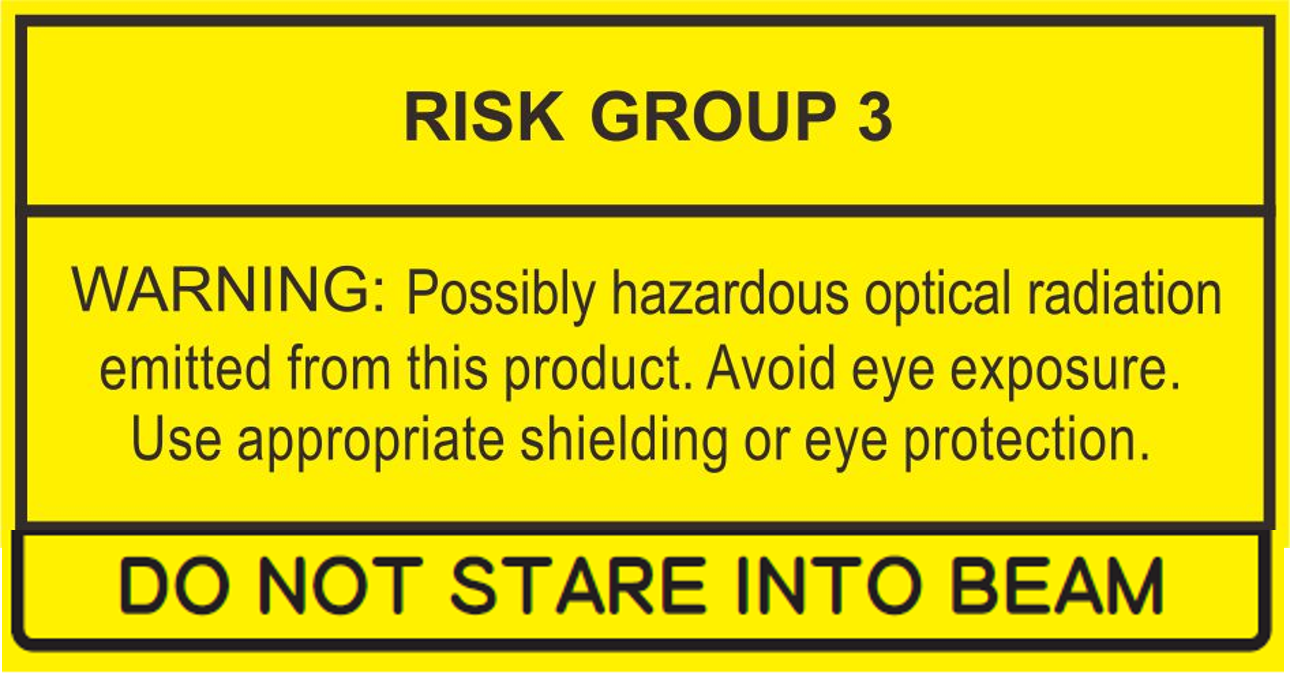 RISK GROUP 3
WARNING: Possibly hazardous optical radiation
emitted from this product. Avoid eye exposure.
Use appropriate shielding or eye protection.
DO NOT STARE INTO BEAM